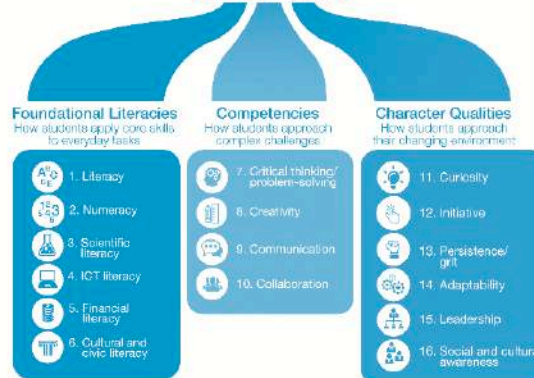 Foundational Literacies
How students apply core skills
to everyday tasks
1. Literacy
2. Numeracy
3. Scientific
literacy
4. ICT literacy
5. Financial
literacy
6. Cultural and
civic literacy
Competencies
How students approach
complex challenges
7. Critical thinking/
problem-solving
8. Creativity
9. Communication
10. Collaboration
Character Qualities
How students approach
their changing environment
11. Curiosity
12. Initiative
13. Persistence/
grit
14. Adaptability
15. Leadership
16. Social and cultura
awareness